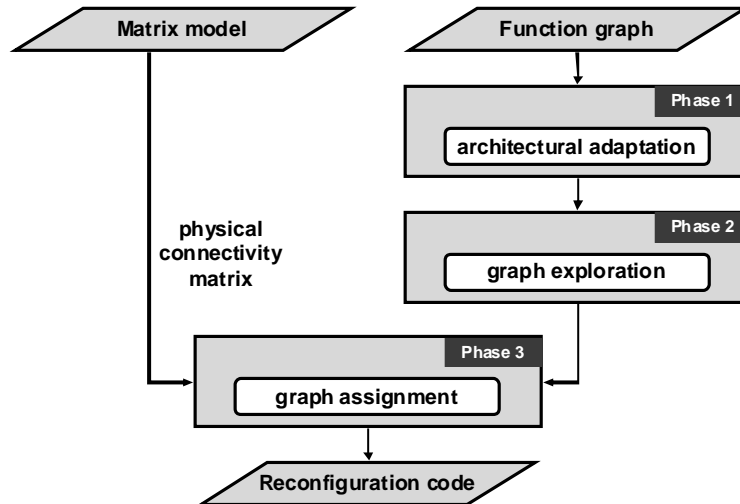 Matrix model
Function graph
Phase 1
architectural adaptation
Phase 2
graph exploration
physical
connectivity
matrix
Phase 3
graph assignment
Reconfiguration code